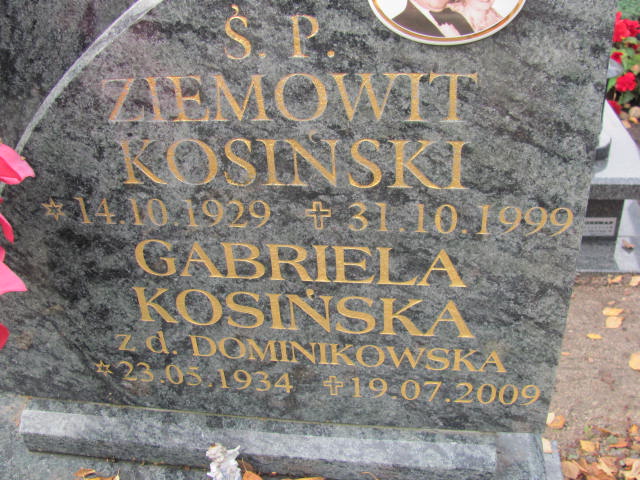 Ś. P.
ZIEMOWIT
KOSIŃSKI
☆ 14.10.1929 ✝ 31.10.1999
GABRIELA
KOSIŃSKA
z d. DOMINIKOWSKA
☆ 23.05.1934 ✝ 19.07.2009